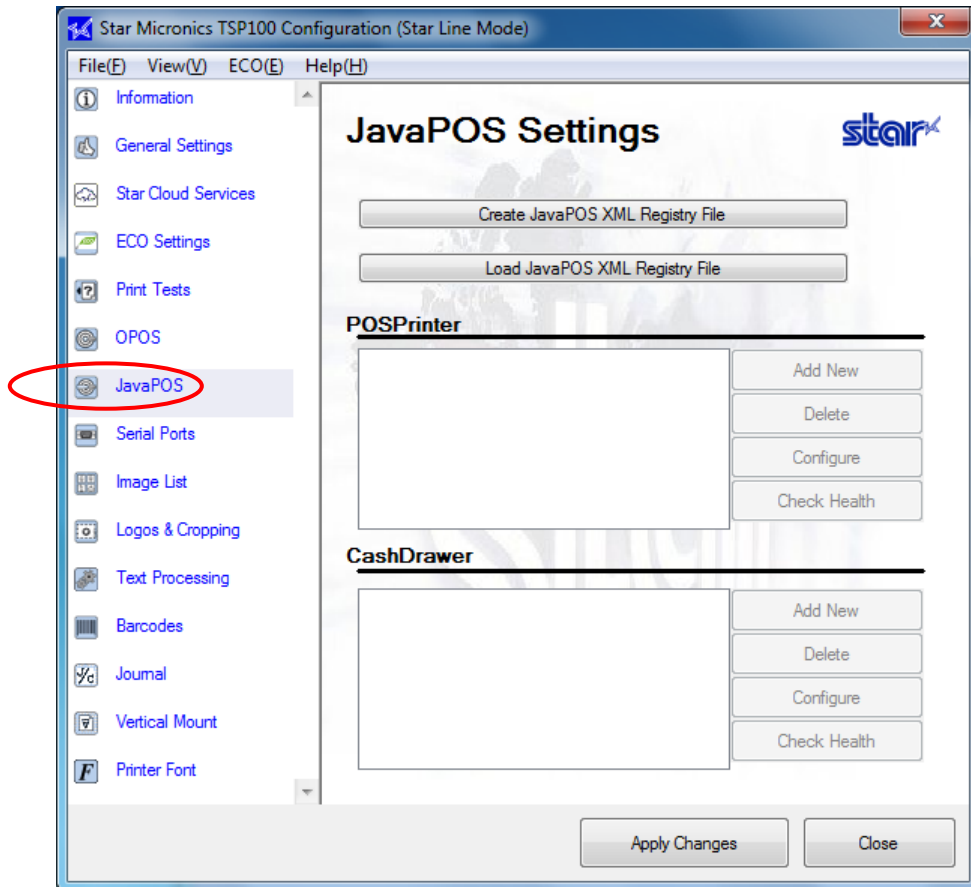 Star Micronics TSP100 Configuration (Star Line Mode)
File(F) View(V) ECO(E) Help(H)
Information
General Settings
Star Cloud Services
ECO Settings
Print Tests
OPOS
JavaPOS
Serial Ports
Image List
Logos & Cropping
Text Processing
Barcodes
Journal
Vertical Mount
Printer Font
JavaPOS Settings
star
Create JavaPOS XML Registry File
Load JavaPOS XML Registry File
POSPrinter
Add New
Delete
Configure
Check Health
CashDrawer
Add New
Delete
Configure
Check Health
Apply Changes
Close